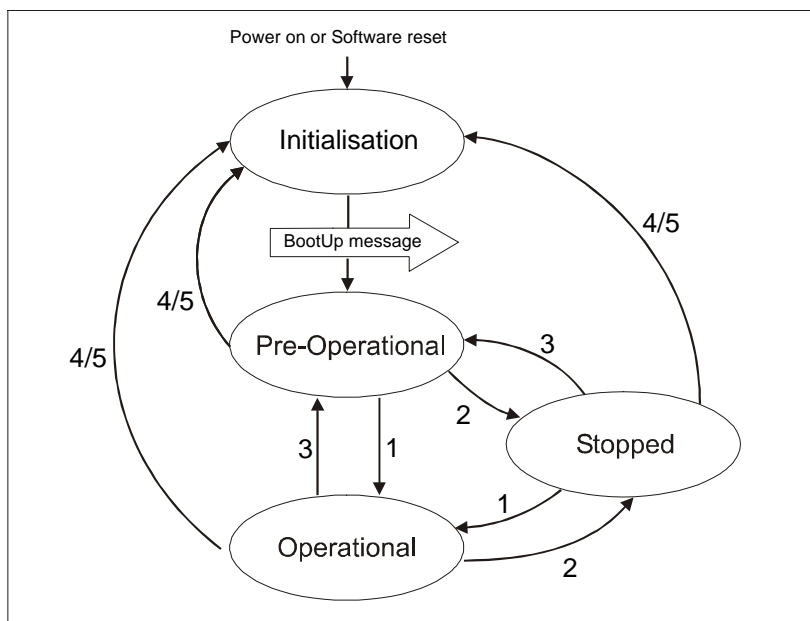 Power on or Software reset
Initialisation
4/5
BootUp message
4/5
4/5
Pre-Operational
3
2
Stopped
3
1
1
Operational
2